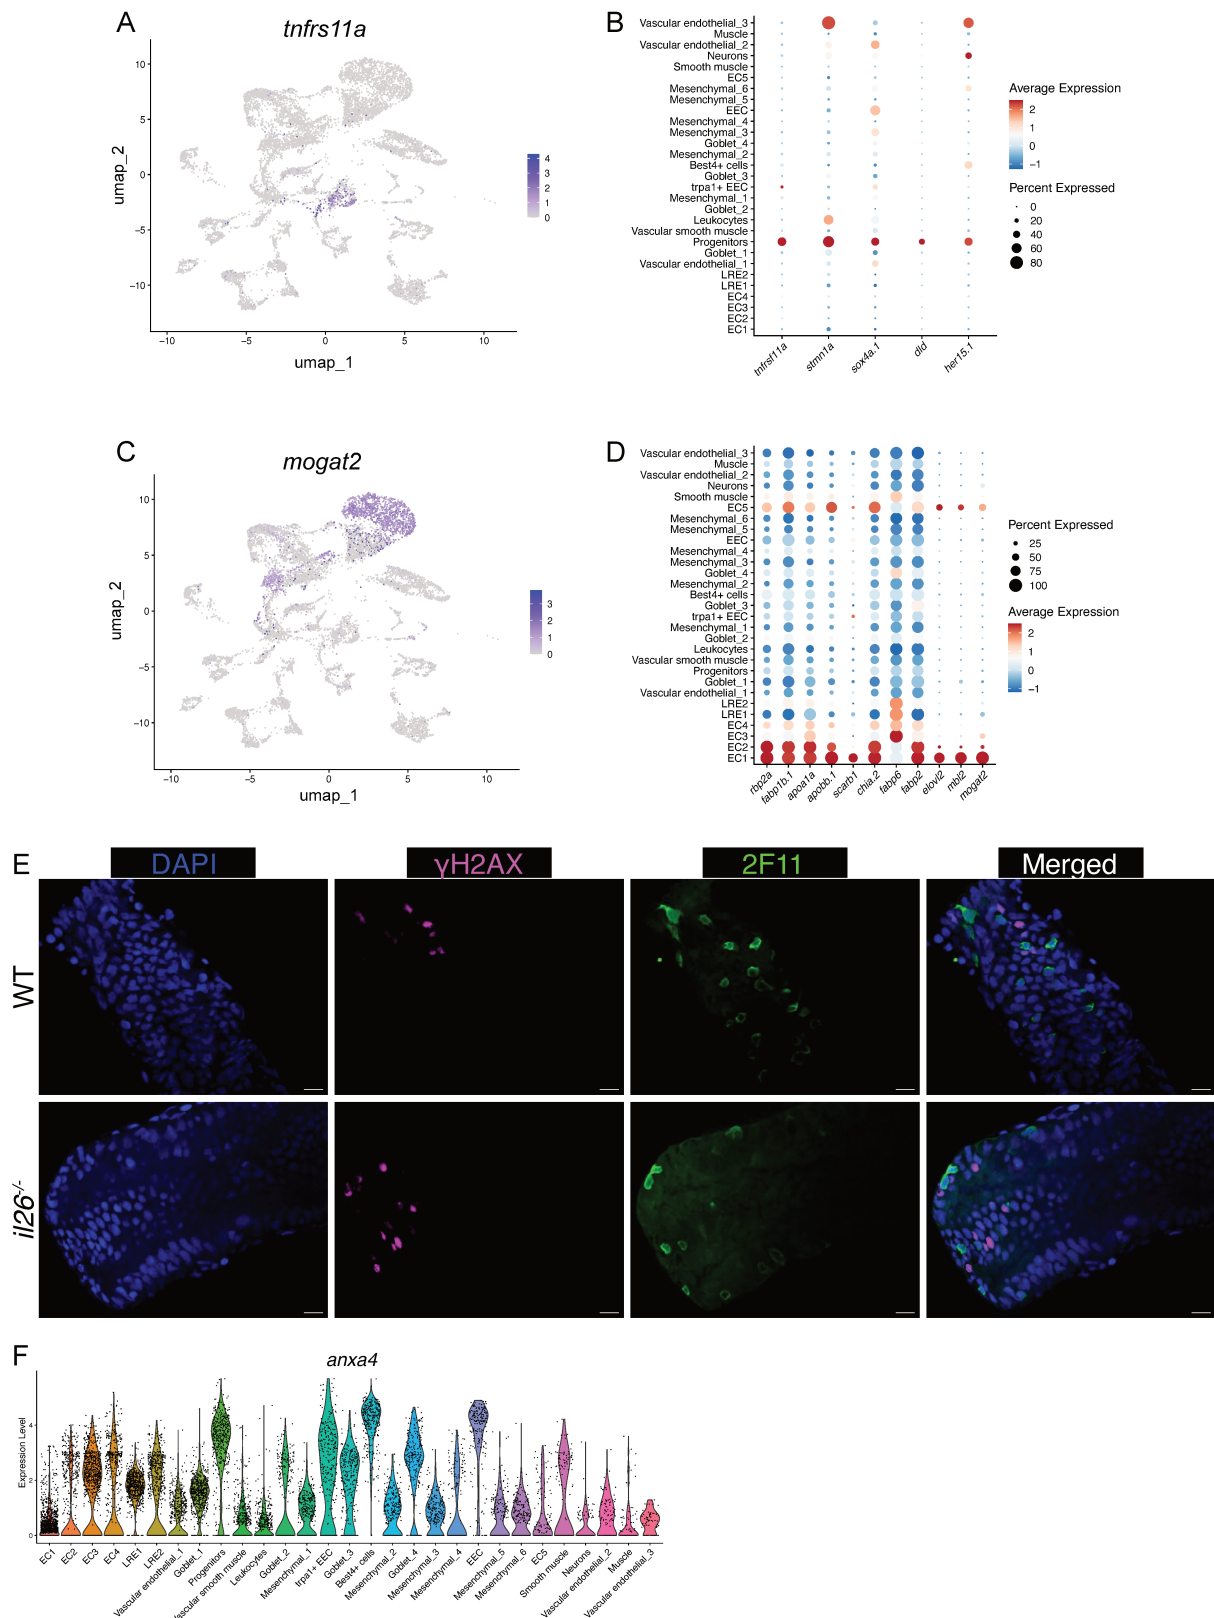 A
tnfrs11a
10
5
0
−5
−10
umap_2
−10
−5
0
5
10
umap_1
4
3
2
1
0
B
Vascular endothelial_3
Muscle
Vascular endothelial_2
Neurons
Smooth muscle
EC5
Mesenchymal_6
Mesenchymal_5
EEC
Mesenchymal_4
Mesenchymal_3
Goblet_4
Mesenchymal_2
Best4+ cells
Goblet_3
trpa1+ EEC
Mesenchymal_1
Goblet_2
Leukocytes
Vascular smooth muscle
Progenitors
Goblet_1
Vascular endothelial_1
LRE2
LRE1
EC4
EC3
EC2
EC1
tnfrsf11a
stmn1a
sox4a.1
dld
her15.1
Average Expression
2
1
0
−1
Percent Expressed
0
20
40
60
80
C
mogat2
10
5
0
−5
−10
umap_2
−10
−5
0
5
10
umap_1
3
2
1
0
D
Vascular endothelial_3
Muscle
Vascular endothelial_2
Neurons
Smooth muscle
EC5
Mesenchymal_6
Mesenchymal_5
EEC
Mesenchymal_4
Mesenchymal_3
Goblet_4
Mesenchymal_2
Best4+ cells
Goblet_3
trpa1+ EEC
Mesenchymal_1
Goblet_2
Leukocytes
Vascular smooth muscle
Progenitors
Goblet_1
Vascular endothelial_1
LRE2
LRE1
EC4
EC3
EC2
EC1
rbp2a
fabp1b.1
apoa1a
apobb.1
scarb1
chia.2
fabp6
fabp2
elovl2
mbl2
mogat2
Percent Expressed
25
50
75
100
Average Expression
2
1
0
−1
E
DAPI
γH2AX
2F11
Merged
WT
il26-/-
F
anxa4
Expression Level
4
2
0
EC1
EC2
EC3
EC4
LRE1
LRE2
Vascular endothelial_1
Goblet_1
Progenitors
Vascular smooth muscle
Leukocytes
Goblet_2
Mesenchymal_1
trpa1+ EEC
Goblet_3
Best4+ cells
Mesenchymal_2
Goblet_4
Mesenchymal_3
Mesenchymal_4
EEC
Mesenchymal_5
Mesenchymal_6
EC5
Smooth muscle
Neurons
Vascular endothelial_2
Muscle
Vascular endothelial_3